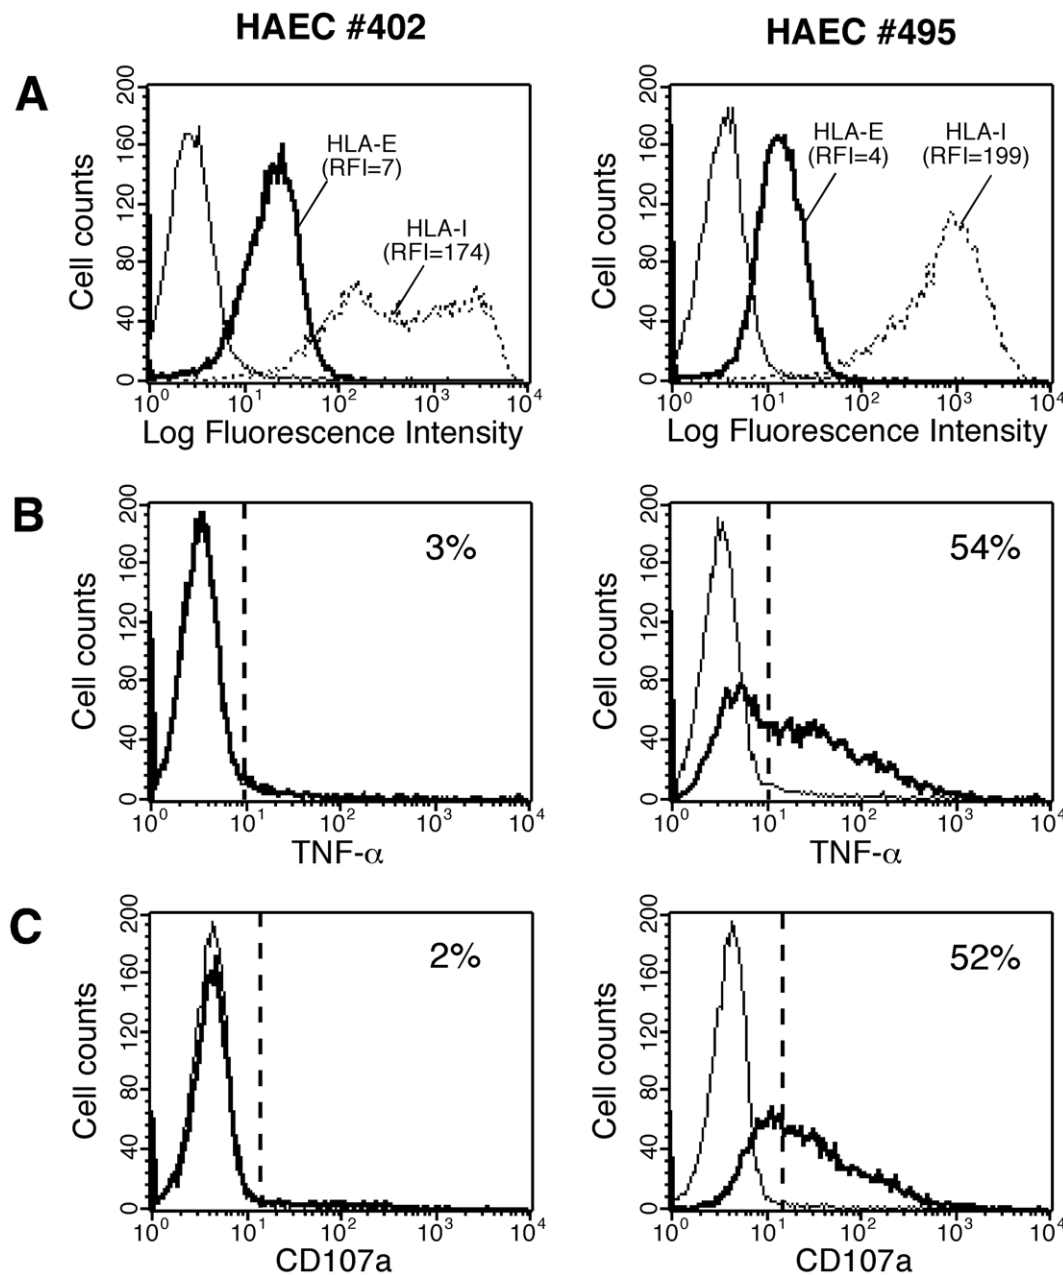 HAEC #402
HAEC #495
A
200
160
120
80
40
0
Cell counts
HLA-E
(RFI=7)
HLA-I
(RFI=174)
10^0 10^1 10^2 10^3 10^4
Log Fluorescence Intensity
200
160
120
80
40
0
Cell counts
HLA-E
(RFI=4)
HLA-I
(RFI=199)
10^0 10^1 10^2 10^3 10^4
Log Fluorescence Intensity
B
200
160
120
80
40
0
Cell counts
3%
10^0 10^1 10^2 10^3 10^4
TNF-α
200
160
120
80
40
0
Cell counts
54%
10^0 10^1 10^2 10^3 10^4
TNF-α
C
200
160
120
80
40
0
Cell counts
2%
10^0 10^1 10^2 10^3 10^4
CD107a
200
160
120
80
40
0
Cell counts
52%
10^0 10^1 10^2 10^3 10^4
CD107a